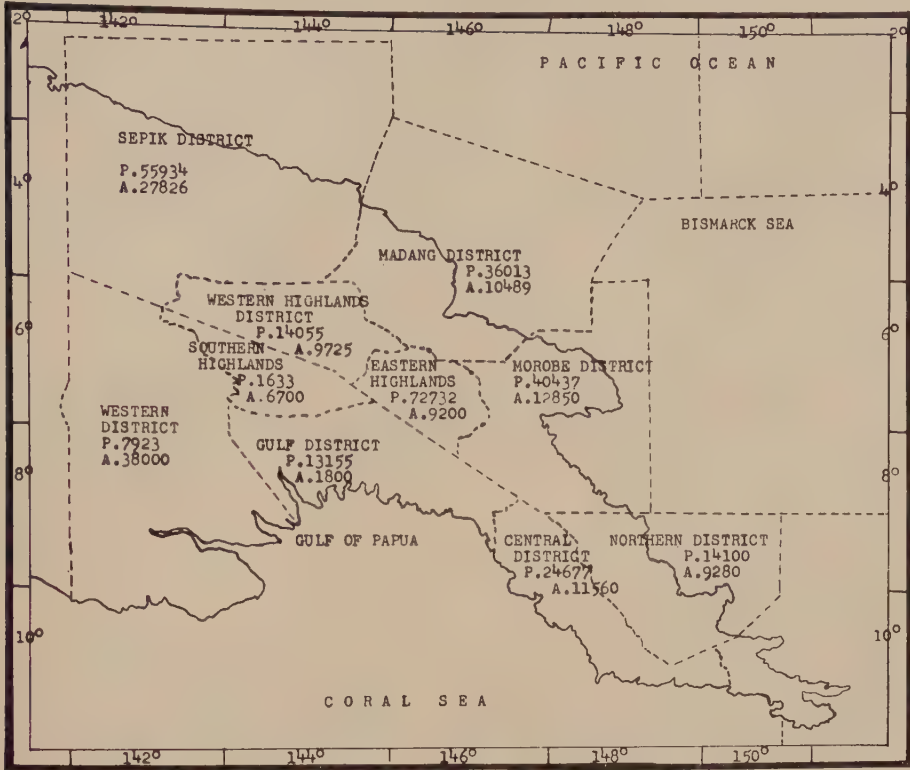 2°
142°
144°
146°
148°
150°
2°
PACIFIC OCEAN
SEPIK DISTRICT
P.55934
A.27826
4°
4°
BISMARCK SEA
MADANG DISTRICT
P.36013
A.10489
WESTERN HIGHLANDS
DISTRICT
P.14055
A.9725
6°
6°
SOUTHERN
HIGHLANDS
P.1633
A.6700
EASTERN
HIGHLANDS
P.72732
A.9200
MOROBE DISTRICT
P.40437
A.12850
WESTERN
DISTRICT
P.7923
A.38000
GULF DISTRICT
P.13155
A.1800
8°
8°
GULF OF PAPUA
CENTRAL
DISTRICT
P.24677
A.11560
NORTHERN DISTRICT
P.14100
A.9280
10°
10°
CORAL SEA
142°
144°
146°
148°
150°